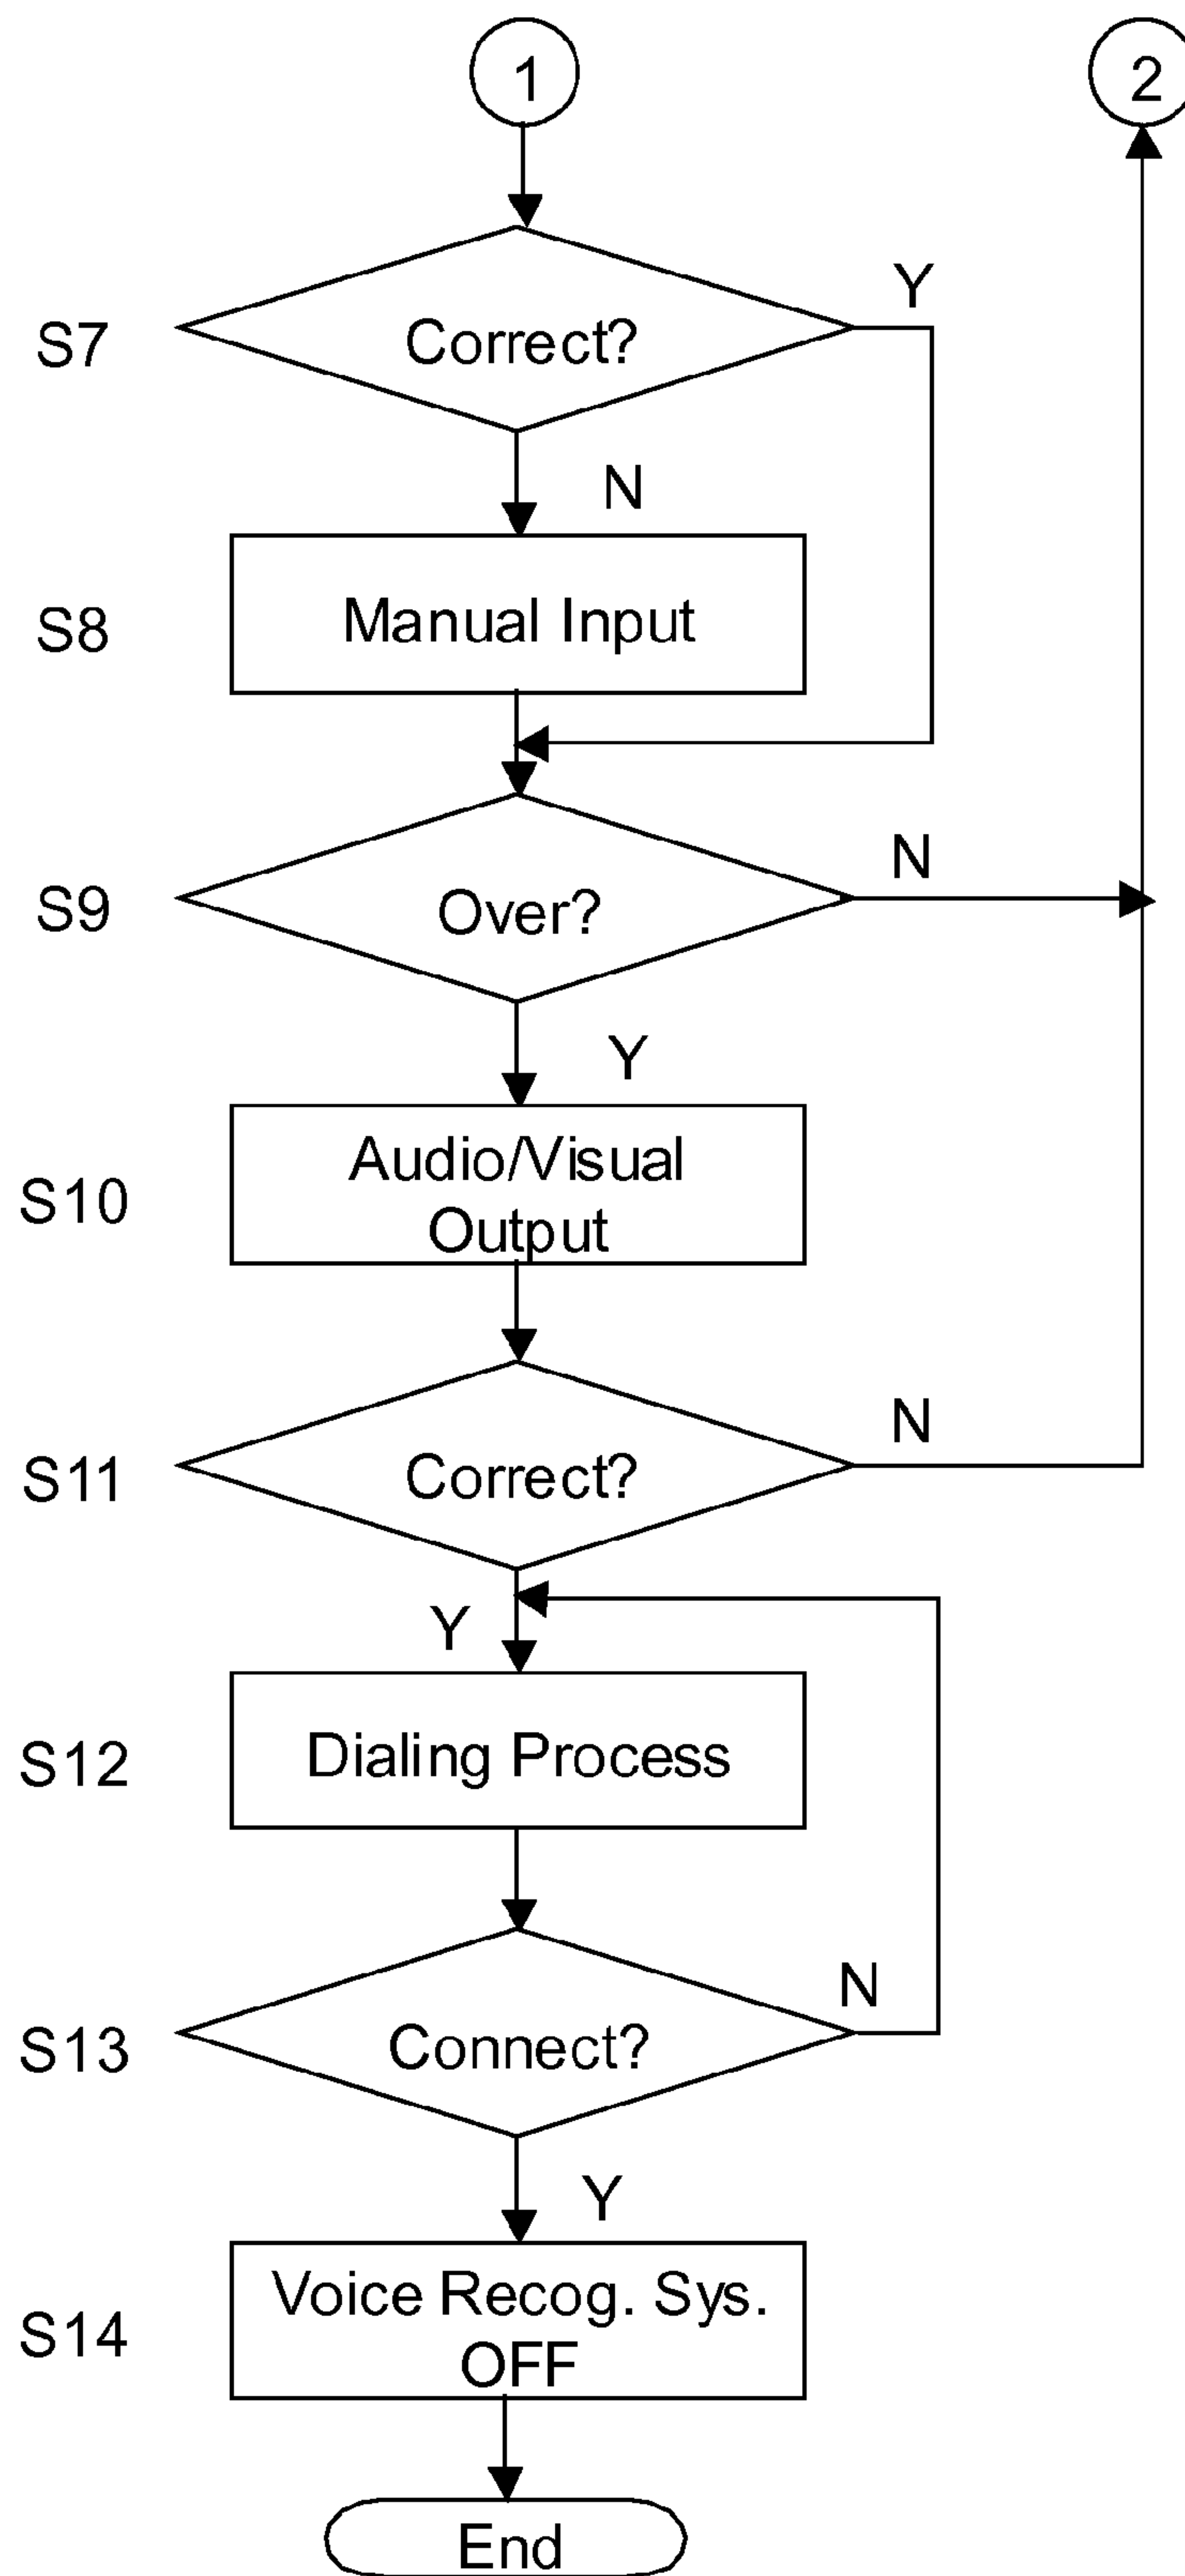 1
2
S7
Correct?
Y
N
S8
Manual Input
S9
Over?
N
Y
S10
Audio/Visual
Output
S11
Correct?
N
Y
S12
Dialing Process
S13
Connect?
N
Y
S14
Voice Recog. Sys.
OFF
End